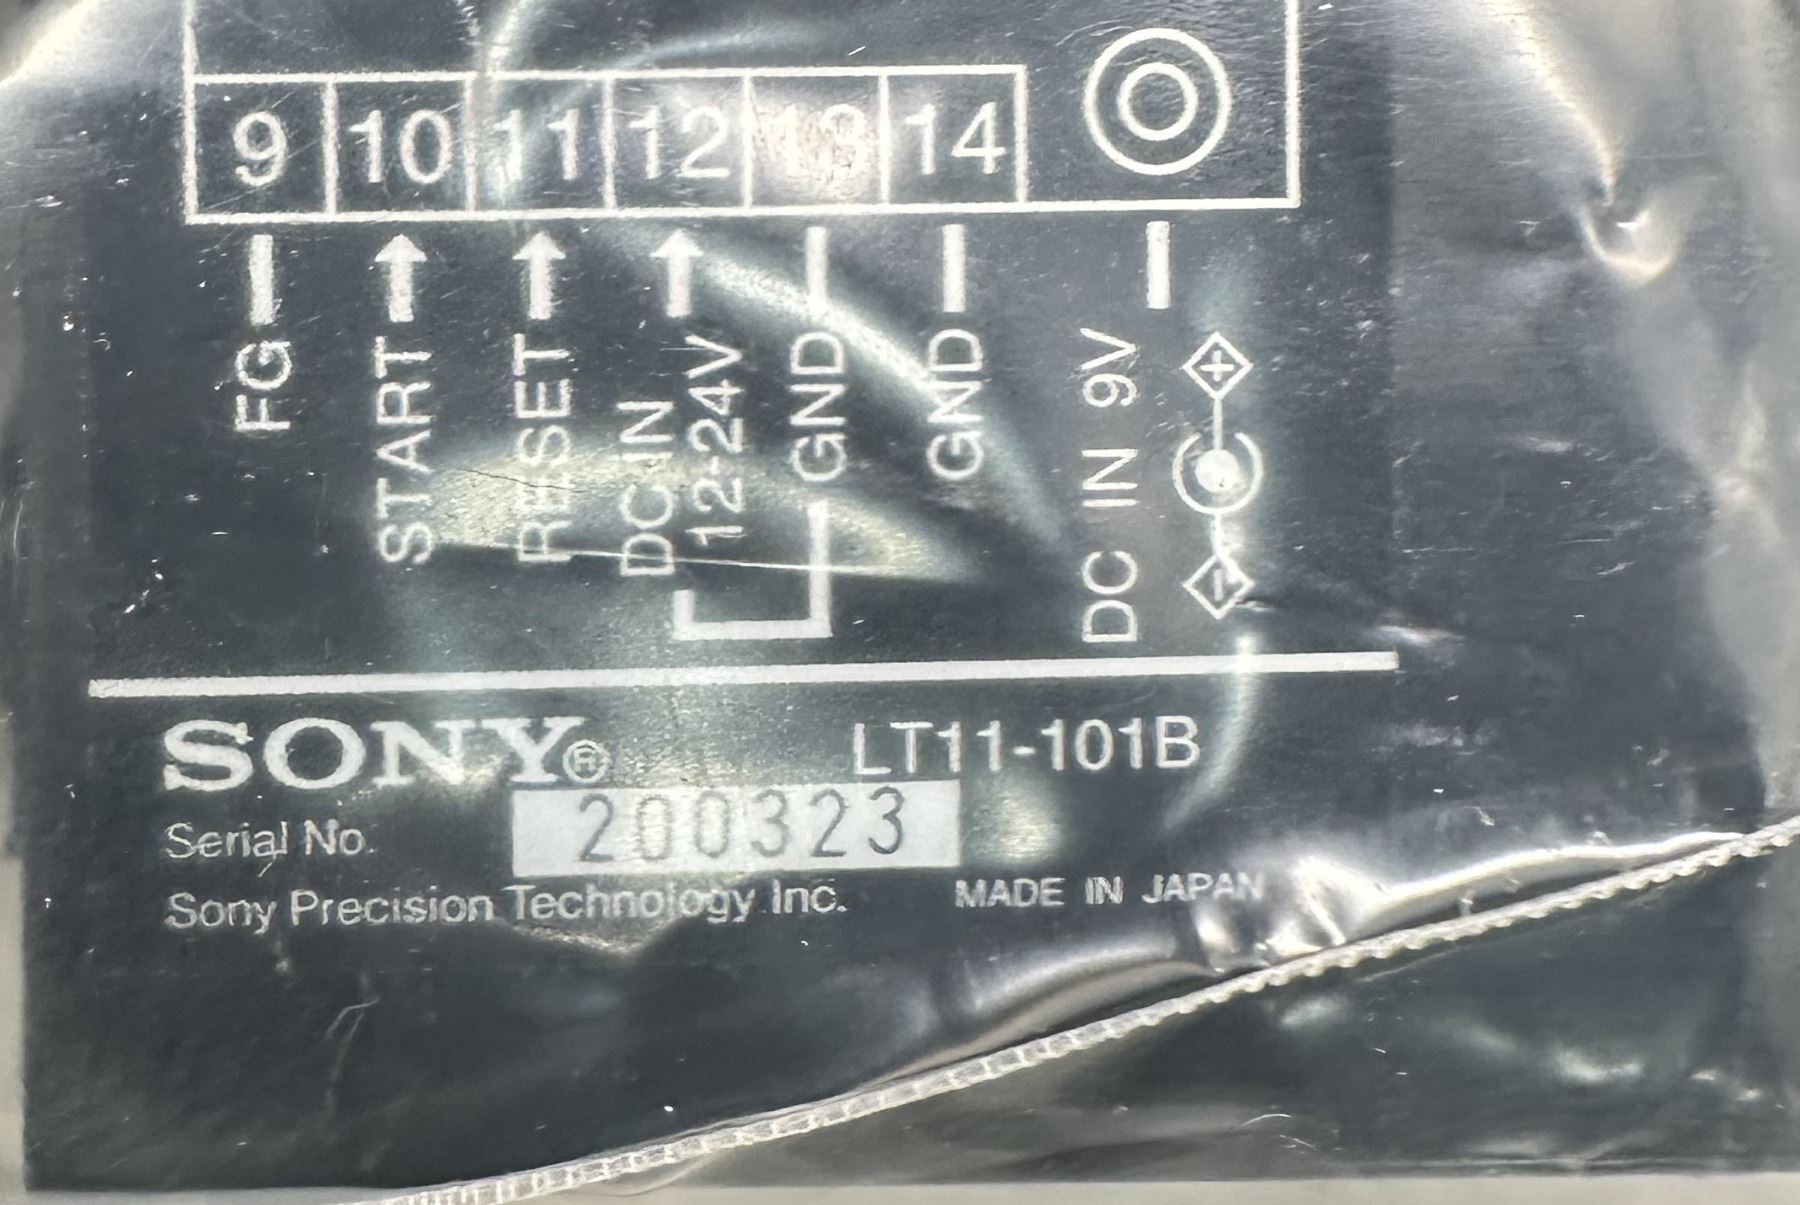 9 10 11 12 13 14
FG
START
RESET
DC IN
12-24V
GND
GND
DC IN 9V
+
-
SONY® LT11-101B
Serial No. 200323
Sony Precision Technology Inc. MADE IN JAPAN